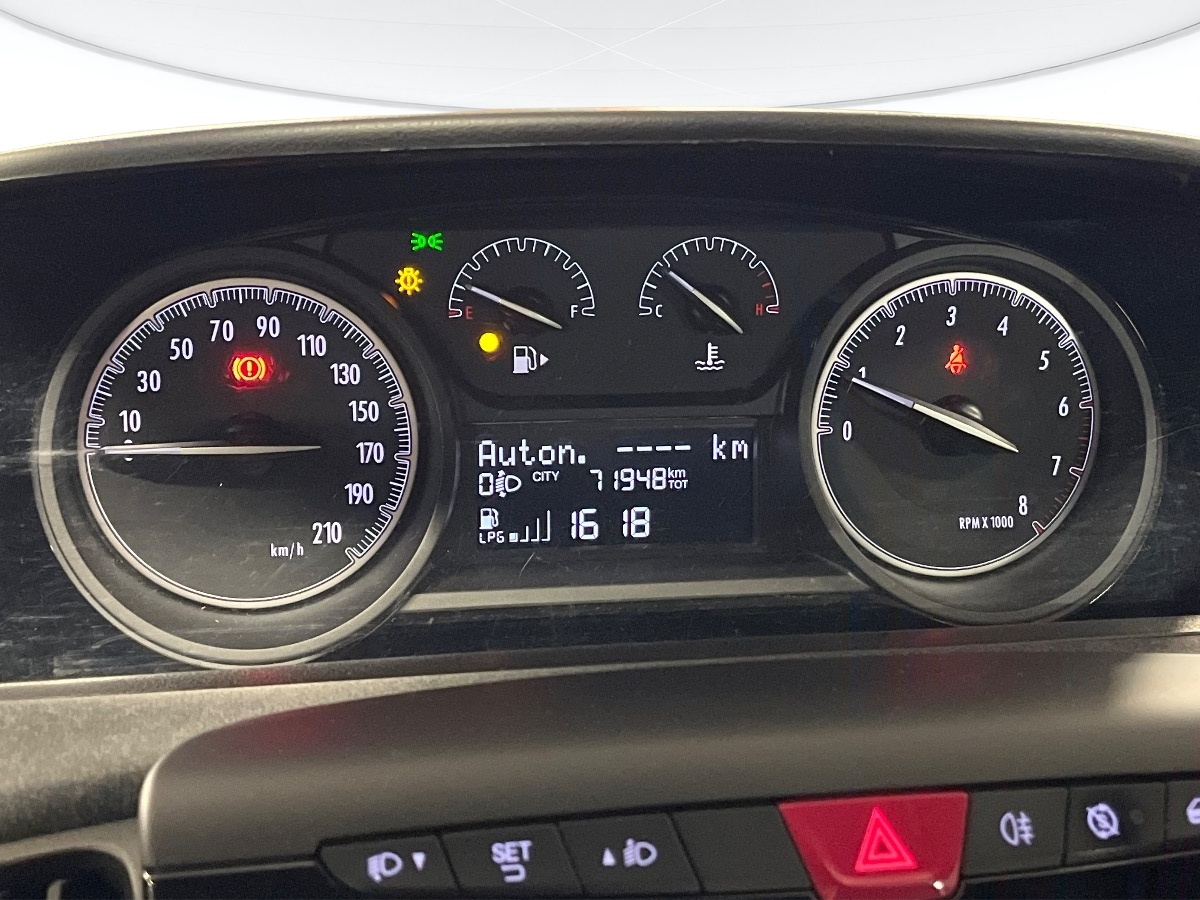 E F
C H
10 30 50 70 90 110 130 150 170 190 210
km/h
0 1 2 3 4 5 6 7 8
RPM X 1000
Auton. ---- km
0 CITY 71948 km TOT
LPG 16 18
SET